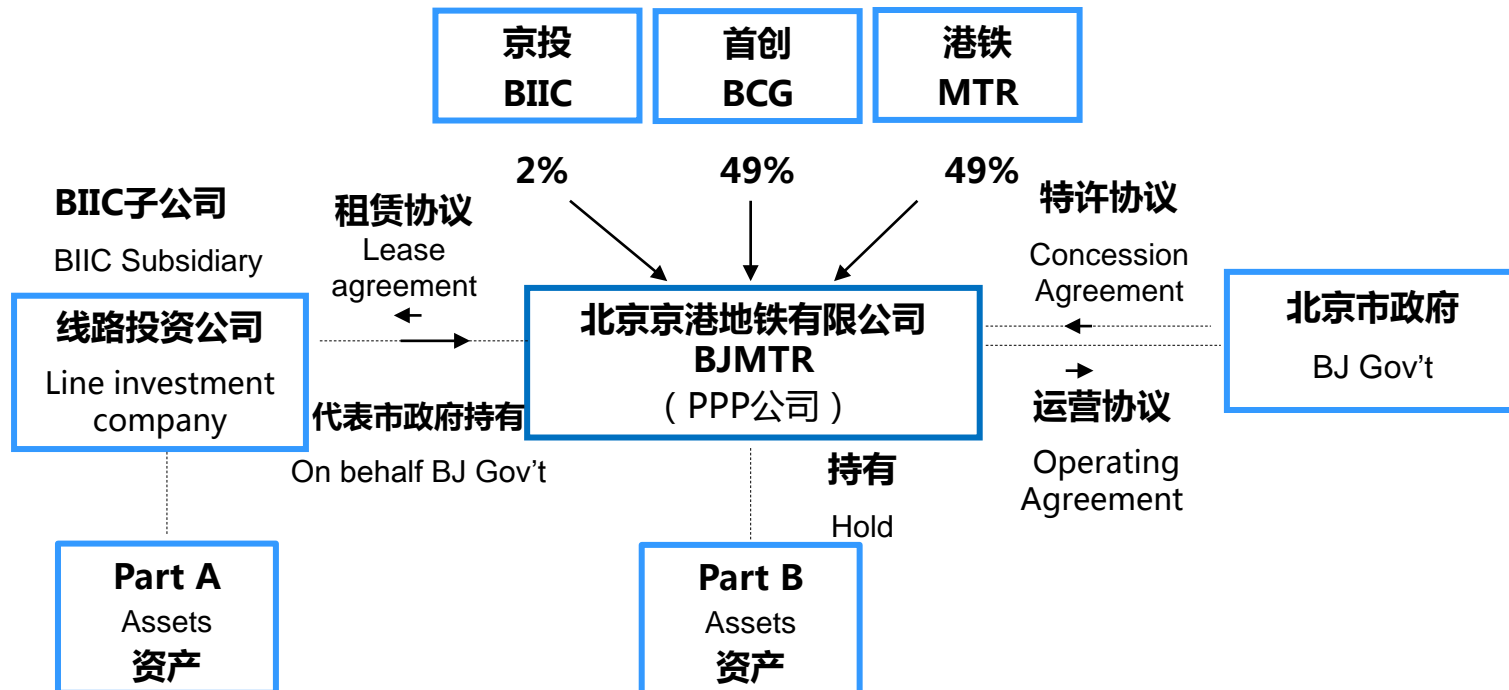 京投
BIIC
首创
BCG
港铁
MTR
2%
49%
49%
BIIC子公司
BIIC Subsidiary
租赁协议
Lease
agreement
特许协议
Concession
Agreement
线路投资公司
Line investment
company
北京京港地铁有限公司
BJMTR
（ PPP公司 ）
北京市政府
BJ Gov’t
代表市政府持有
On behalf BJ Gov’t
运营协议
Operating
Agreement
持有
Hold
Part A
Assets
资产
Part B
Assets
资产